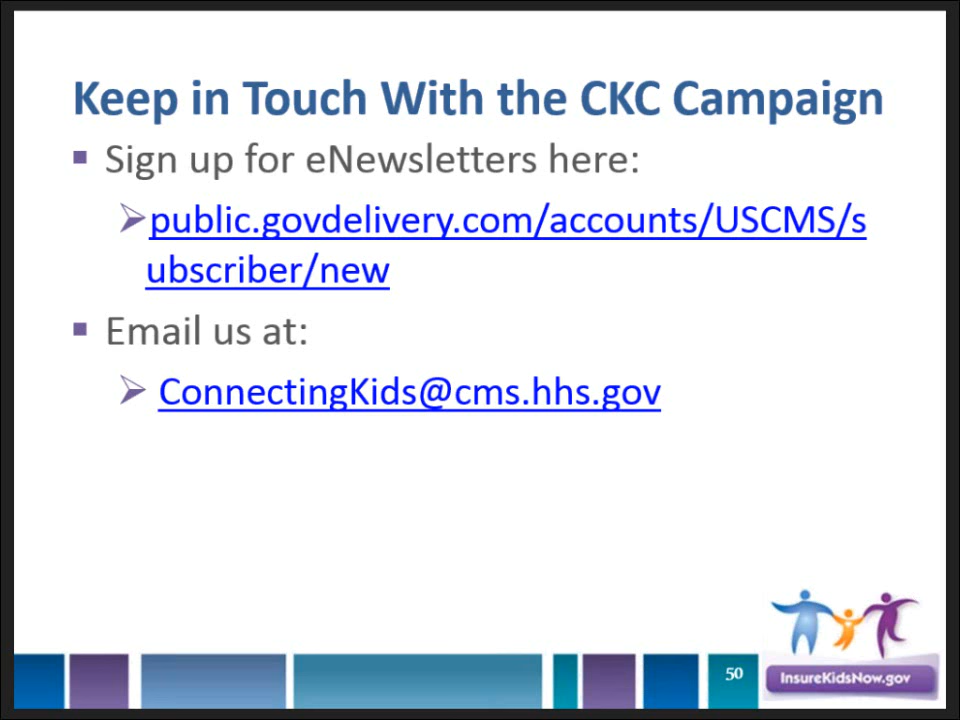 Keep in Touch With the CKC Campaign
Sign up for eNewsletters here:
public.govdelivery.com/accounts/USCMS/s
ubscriber/new
Email us at:
ConnectingKids@cms.hhs.gov
50
InsureKidsNow.gov